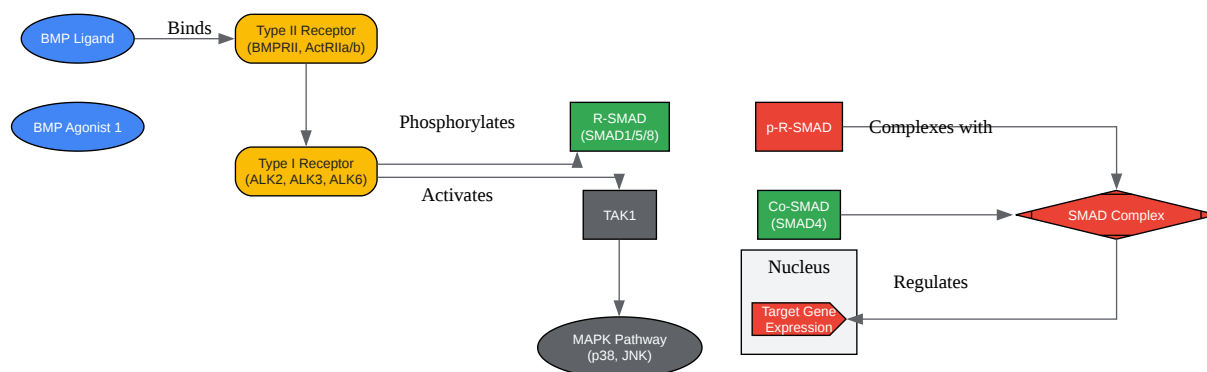 BMP Ligand
Binds
Type II Receptor
(BMPRII, ActRIIa/b)
BMP Agonist 1
Phosphorylates
R-SMAD
(SMAD1/5/8)
p-R-SMAD
Complexes with
Type I Receptor
(ALK2, ALK3, ALK6)
Activates
TAK1
Co-SMAD
(SMAD4)
SMAD Complex
Nucleus
Regulates
Target Gene
Expression
MAPK Pathway
(p38, JNK)